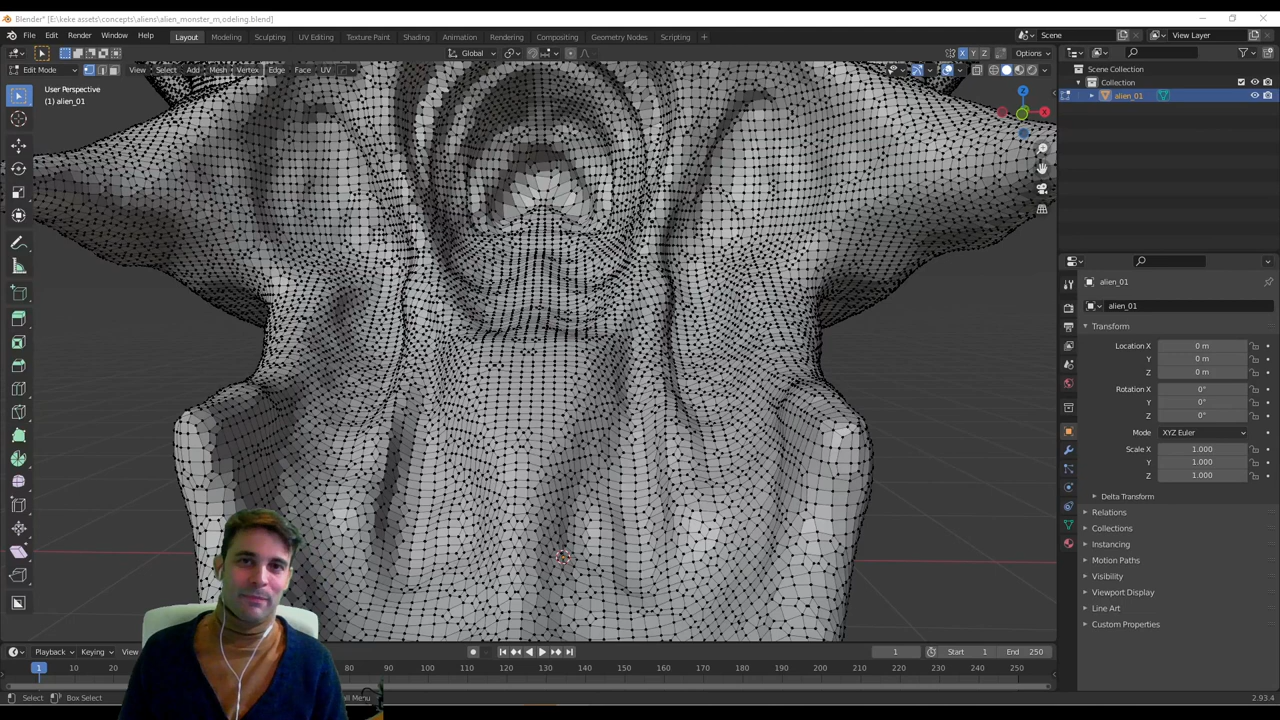 Blender* [E:\keke assets\concepts\aliens\alien_monster_m_odeling.blend]
File Edit Render Window Help Layout Modeling Sculpting UV Editing Texture Paint Shading Animation Rendering Compositing Geometry Nodes Scripting Scene View Layer
Global X Y Z Options
Edit Mode View Select Add Mesh Vertex Edge Face UV
User Perspective
(1) alien_01
Z
X
Scene Collection
Collection
alien_01
alien_01
alien_01
Transform
Location X 0 m
Y 0 m
Z 0 m
Rotation X 0°
Y 0°
Z 0°
Mode XYZ Euler
Scale X 1.000
Y 1.000
Z 1.000
Delta Transform
Relations
Collections
Instancing
Motion Paths
Visibility
Viewport Display
Line Art
Custom Properties
Playback Keying View 1 Start 1 End 250
1 10 20 80 90 100 110 120 130 140 150 160 170 180 190 200 210 220 230 240 250
Select Box Select all Menu 2.93.4